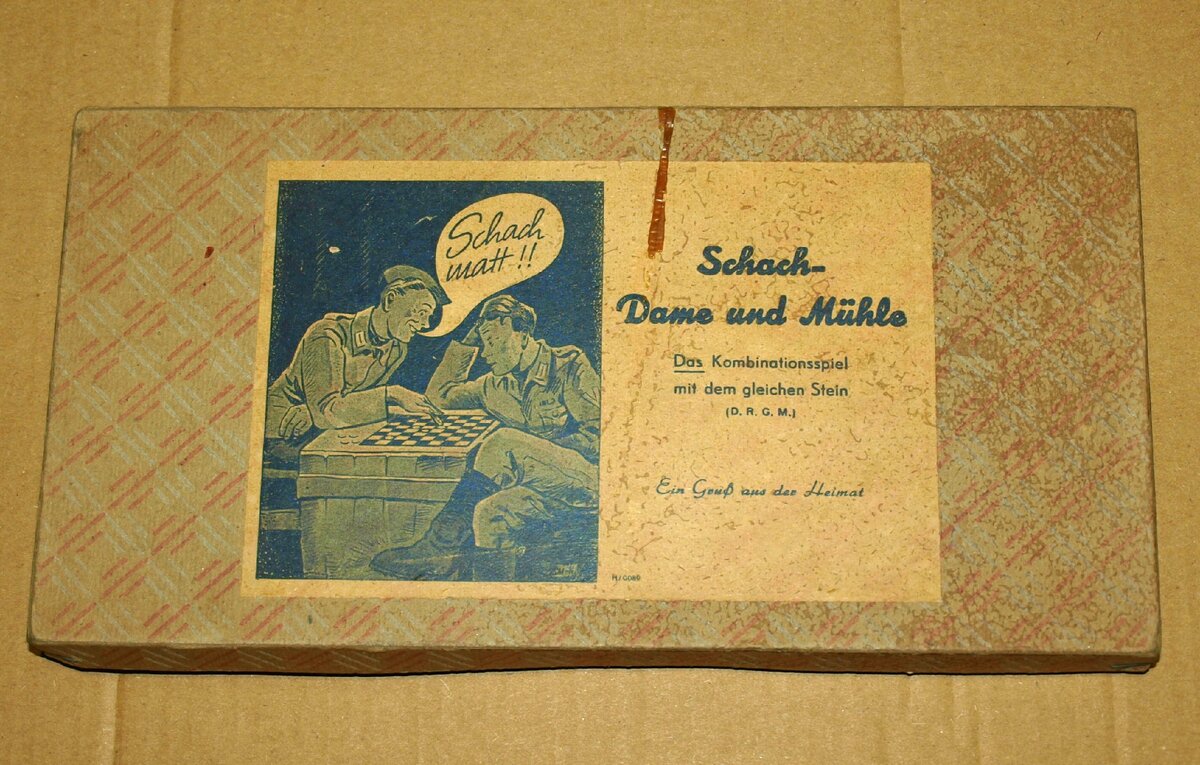 Schach
matt!!
Schach-
Dame und Mühle
Das Kombinationsspiel
mit dem gleichen Stein
(D. R. G. M.)
Ein Gruß aus der Heimat